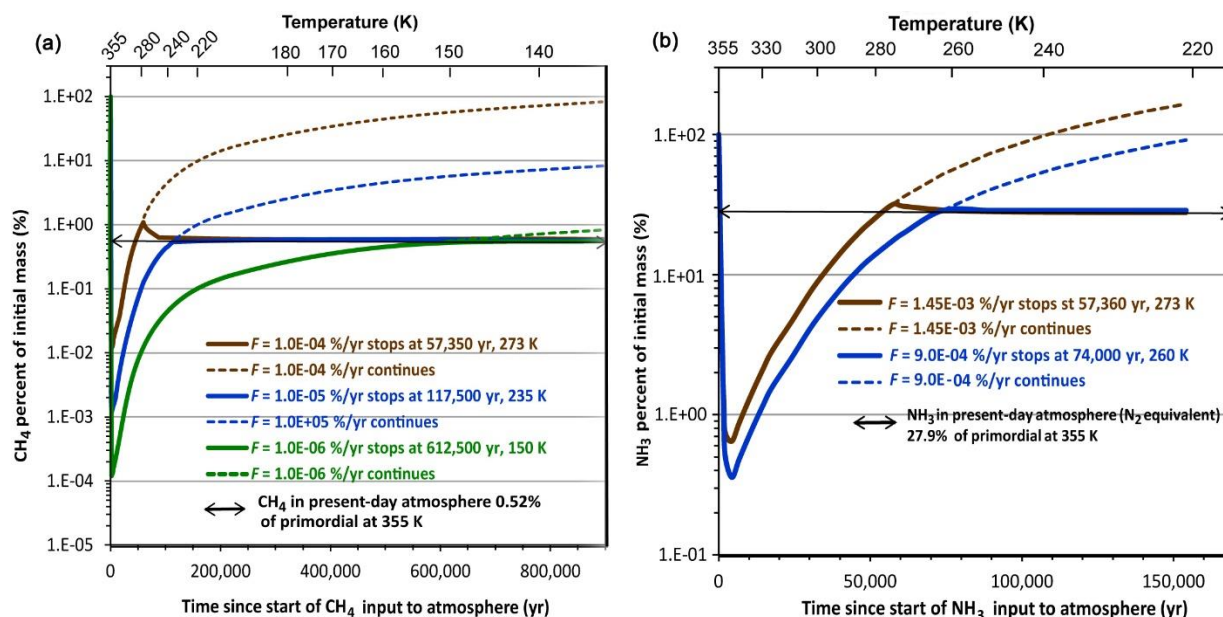 (a)
Temperature (K)
355 280 240 220 180 170 160 150 140
1.E+02
1.E+01
1.E+00
1.E-01
1.E-02
1.E-03
1.E-04
1.E-05
CH4 percent of initial mass (%)
F = 1.0E-04 %/yr stops at 57,350 yr, 273 K
F = 1.0E-04 %/yr continues
F = 1.0E-05 %/yr stops at 117,500 yr, 235 K
F = 1.0E+05 %/yr continues
F = 1.0E-06 %/yr stops at 612,500 yr, 150 K
F = 1.0E-06 %/yr continues
CH4 in present-day atmosphere 0.52%
of primordial at 355 K
0 200,000 400,000 600,000 800,000
Time since start of CH4 input to atmosphere (yr)
(b)
Temperature (K)
355 330 300 280 260 240 220
1.E+02
1.E+01
1.E+00
1.E-01
NH3 percent of initial mass (%)
F = 1.45E-03 %/yr stops st 57,360 yr, 273 K
F = 1.45E-03 %/yr continues
F = 9.0E-04 %/yr stops at 74,000 yr, 260 K
F = 9.0E-04 %/yr continues
NH3 in present-day atmosphere (N2 equivalent)
27.9% of primordial at 355 K
0 50,000 100,000 150,000
Time since start of NH3 input to atmosphere (yr)